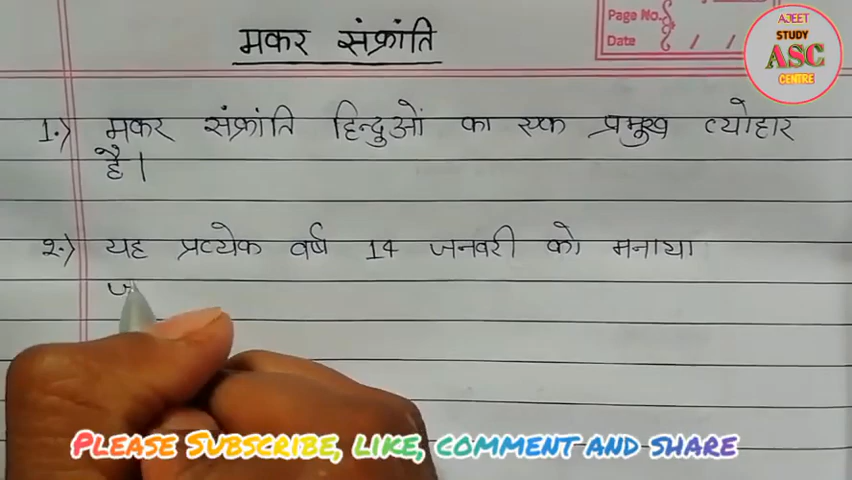 मकर संक्रांति
Page No.
Date / /
AJEET
STUDY
ASC
CENTRE
1.) मकर संक्रांति हिन्दुओं का एक प्रमुख त्योहार
है।
२.) यह प्रत्येक वर्ष 14 जनवरी को मनाया
PLEASE SUBSCRIBE, LIKE, COMMENT AND SHARE